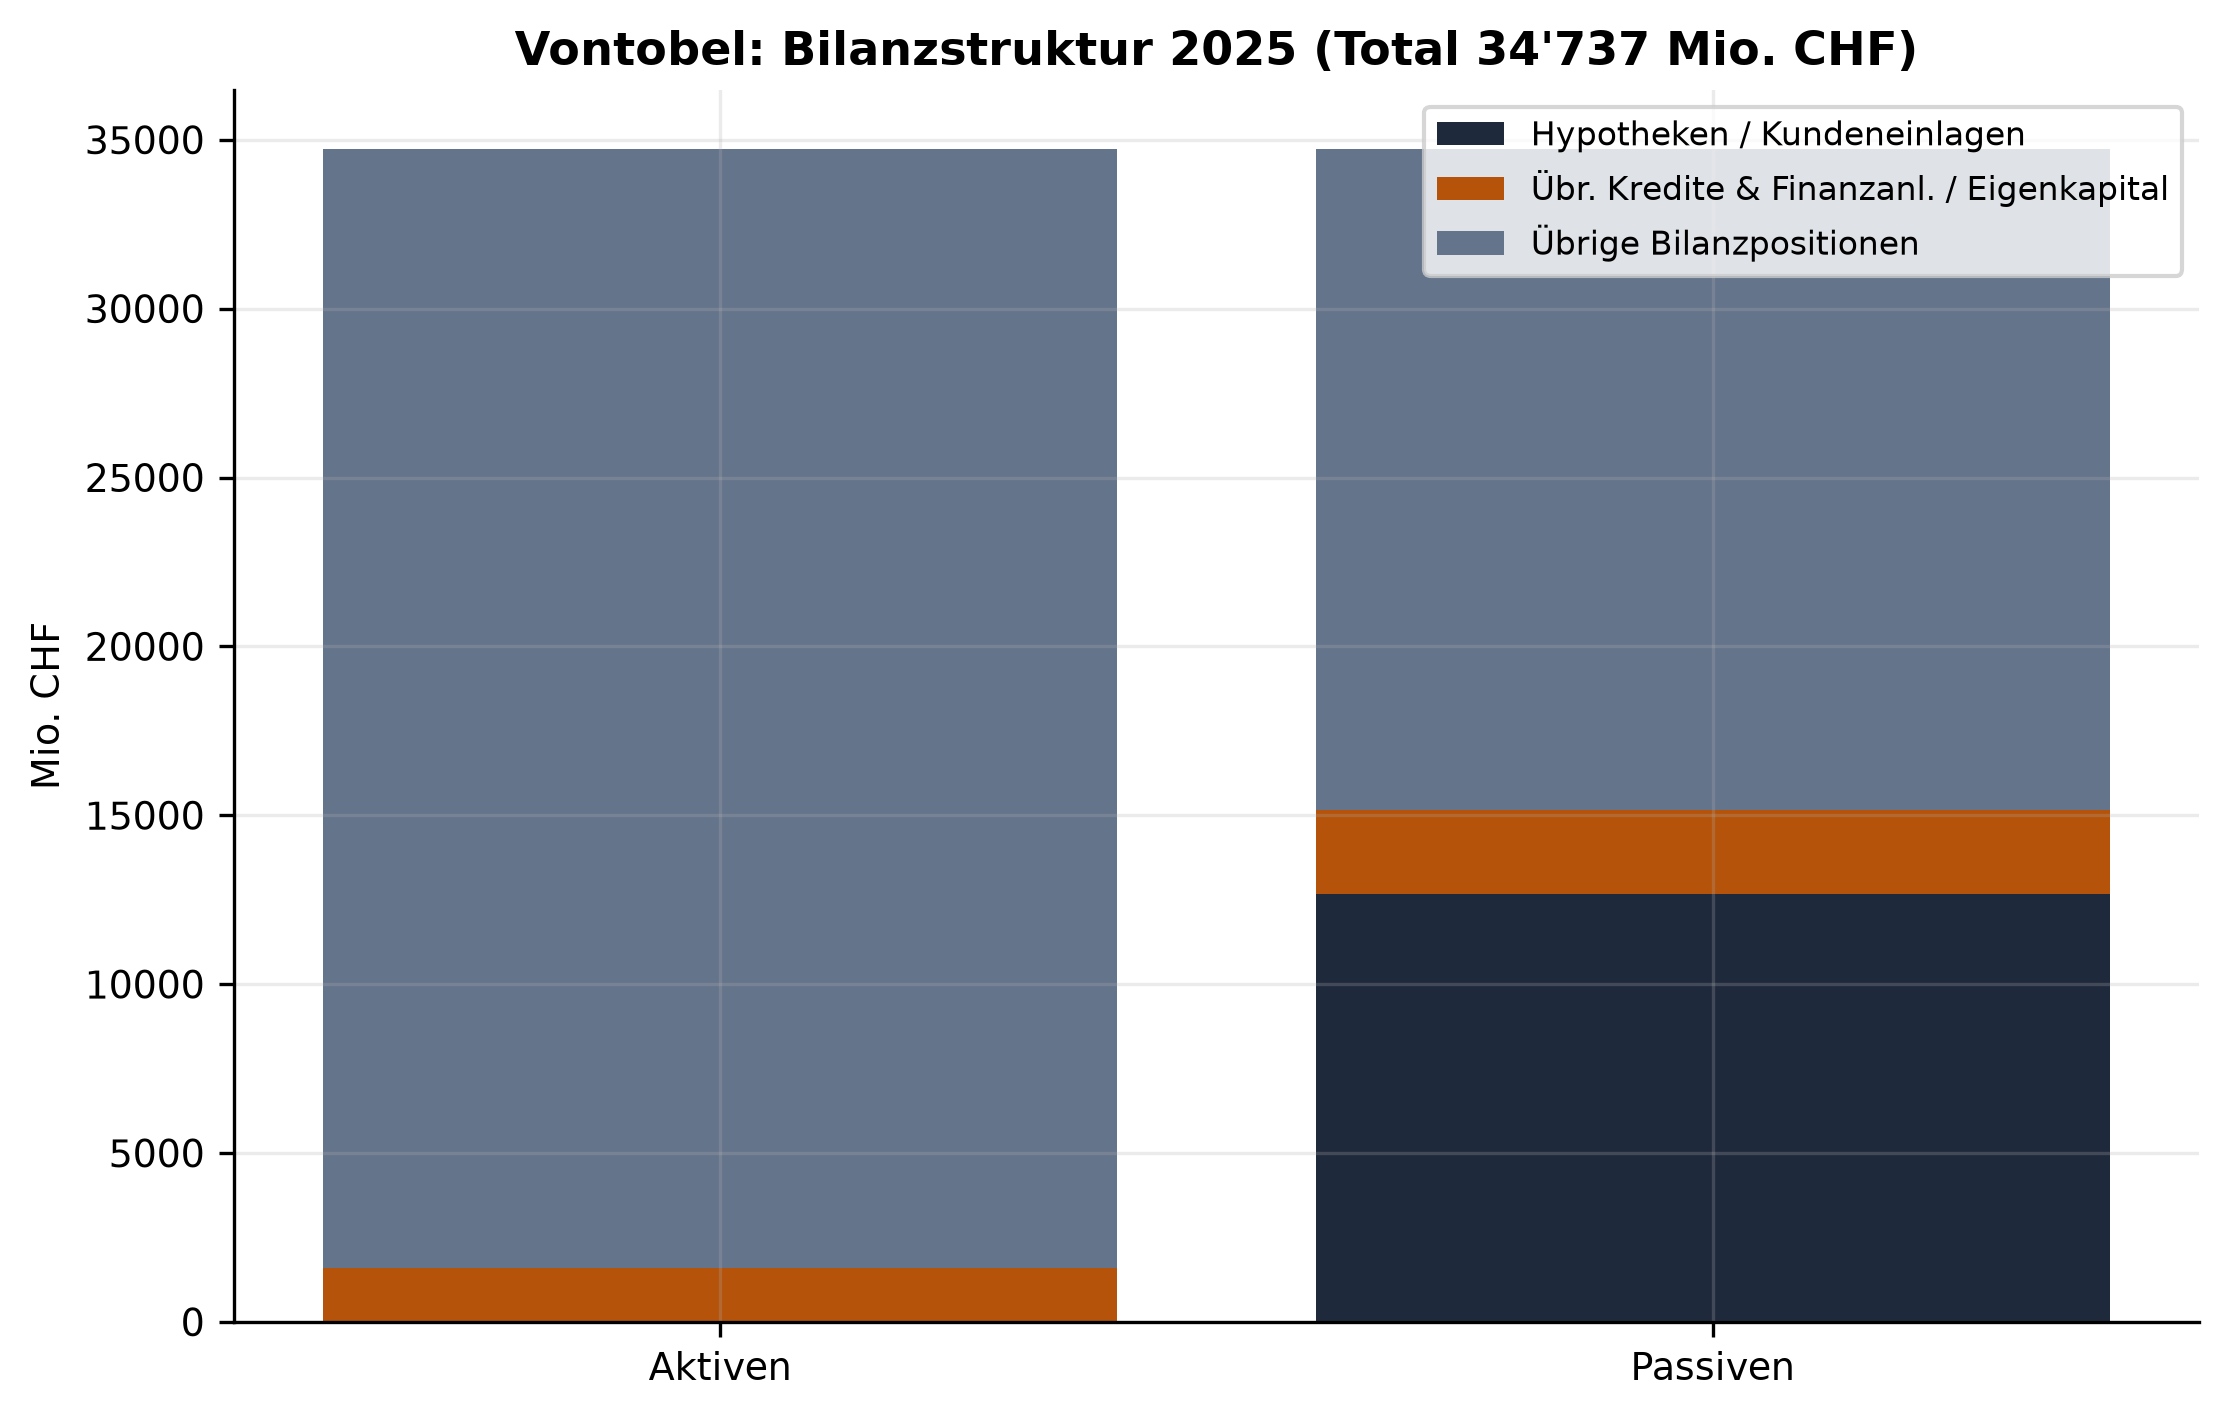 Vontobel: Bilanzstruktur 2025 (Total 34'737 Mio. CHF)
Hypotheken / Kundeneinlagen
Übr. Kredite & Finanzanl. / Eigenkapital
Übrige Bilanzpositionen
Mio. CHF
35000
30000
25000
20000
15000
10000
5000
0
Aktiven
Passiven